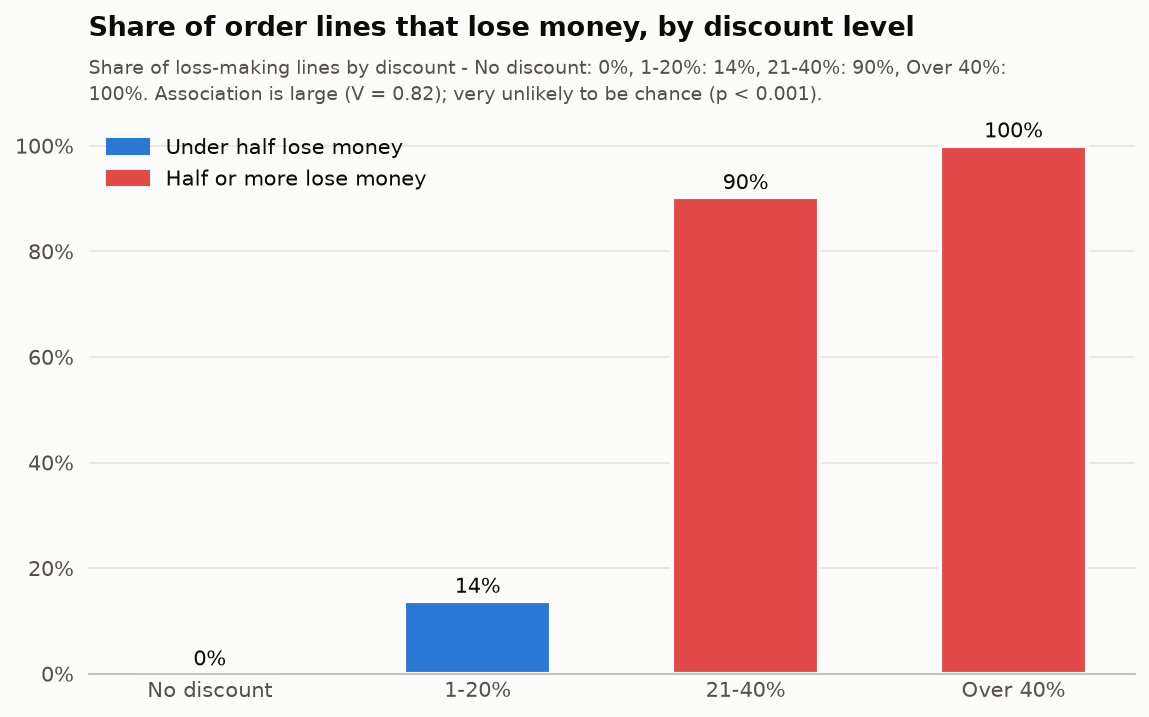 Share of order lines that lose money, by discount level
Share of loss-making lines by discount - No discount: 0%, 1-20%: 14%, 21-40%: 90%, Over 40%:
100%. Association is large (V = 0.82); very unlikely to be chance (p < 0.001).
100%
80%
60%
40%
20%
0%
Under half lose money
Half or more lose money
0%
14%
90%
100%
No discount
1-20%
21-40%
Over 40%